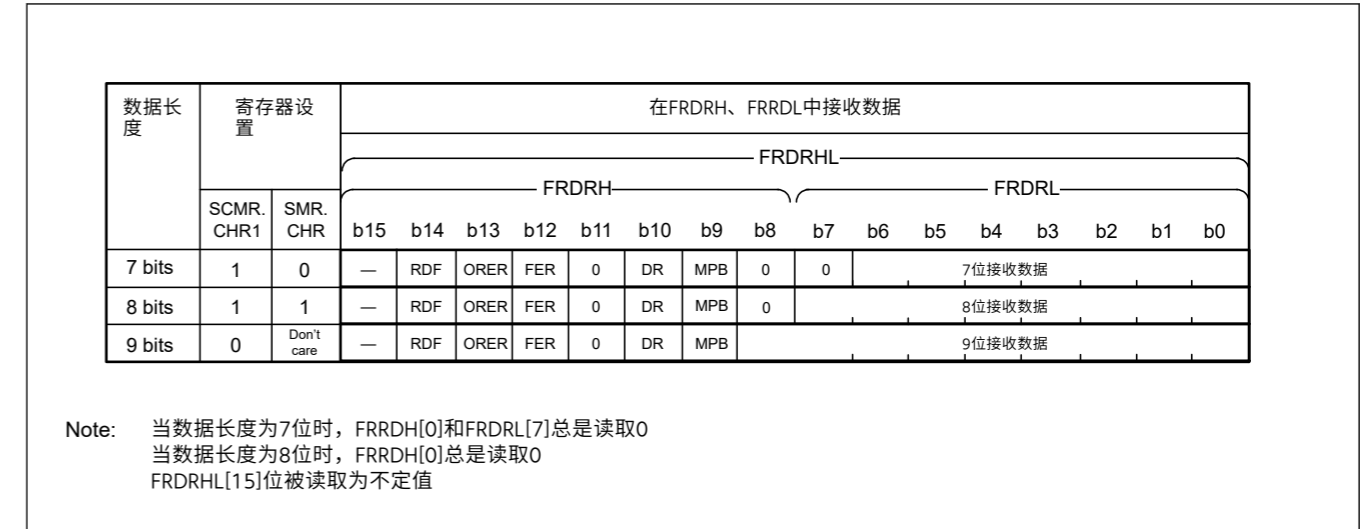 数据长度 寄存器设置 在FRDRH、FRRDL中接收数据
FRDRHL
FRDRH FRDRL
SCMR.CHR1 SMR.CHR b15 b14 b13 b12 b11 b10 b9 b8 b7 b6 b5 b4 b3 b2 b1 b0
7 bits 1 0 — RDF ORER FER 0 DR MPB 0 0 7位接收数据
8 bits 1 1 — RDF ORER FER 0 DR MPB 0 8位接收数据
9 bits 0 Don't care — RDF ORER FER 0 DR MPB 9位接收数据
Note: 当数据长度为7位时，FRRDH[0]和FRDRL[7]总是读取0
当数据长度为8位时，FRRDH[0]总是读取0
FRDRHL[15]位被读取为不定值